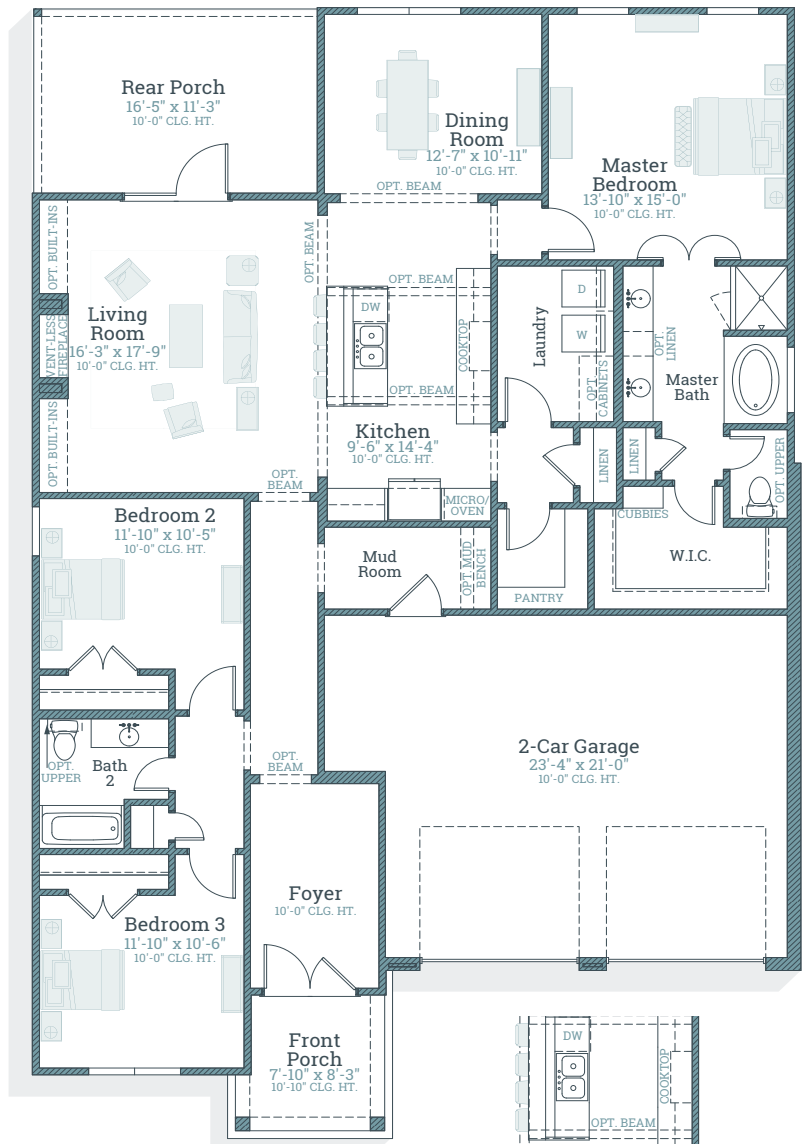 Rear Porch
16'-5" x 11'-3"
10'-0" CLG. HT.
Dining
Room
12'-7" x 10'-11"
10'-0" CLG. HT.
OPT. BEAM
Master
Bedroom
13'-10" x 15'-0"
10'-0" CLG. HT.
OPT. BUILT-INS
VENT-LESS
FIREPLACE
OPT. BUILT-INS
Living
Room
16'-3" x 17'-9"
10'-0" CLG. HT.
OPT. BEAM
OPT. BEAM
DW
COOKTOP
OPT. BEAM
Kitchen
9'-6" x 14'-4"
10'-0" CLG. HT.
MICRO/
OVEN
Laundry
D
W
OPT.
CABINETS
OPT.
LINEN
Master
Bath
LINEN
LINEN
OPT. UPPER
CUBBIES
W.I.C.
PANTRY
OPT.
BEAM
Bedroom 2
11'-10" x 10'-5"
10'-0" CLG. HT.
Mud
Room
OPT. MUD
BENCH
2-Car Garage
23'-4" x 21'-0"
10'-0" CLG. HT.
OPT.
UPPER
Bath
2
OPT.
BEAM
Foyer
10'-0" CLG. HT.
Bedroom 3
11'-10" x 10'-6"
10'-0" CLG. HT.
Front
Porch
7'-10" x 8'-3"
10'-10" CLG. HT.
DW
COOKTOP
OPT. BEAM